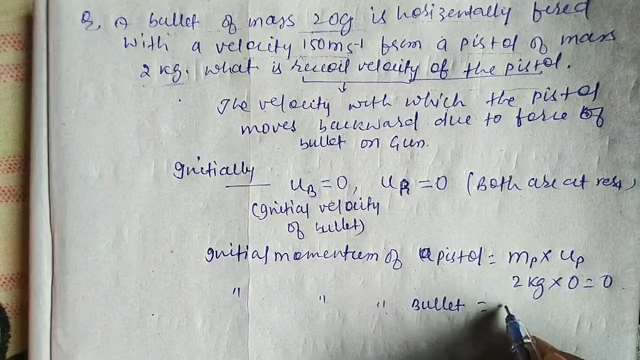 Q A bullet of mass 20g is horizontally fired
with a velocity 150ms-1 from a pistol of mass
2 kg. what is recoil velocity of the pistol.
The velocity with which the pistol
moves backward due to force of
bullet on Gun.
Initially uB=0, uP=0 (Both are at rest)
(Initial velocity
of bullet)
Initial momentum of pistol = mp x up
2kg x 0 = 0
" " " Bullet =